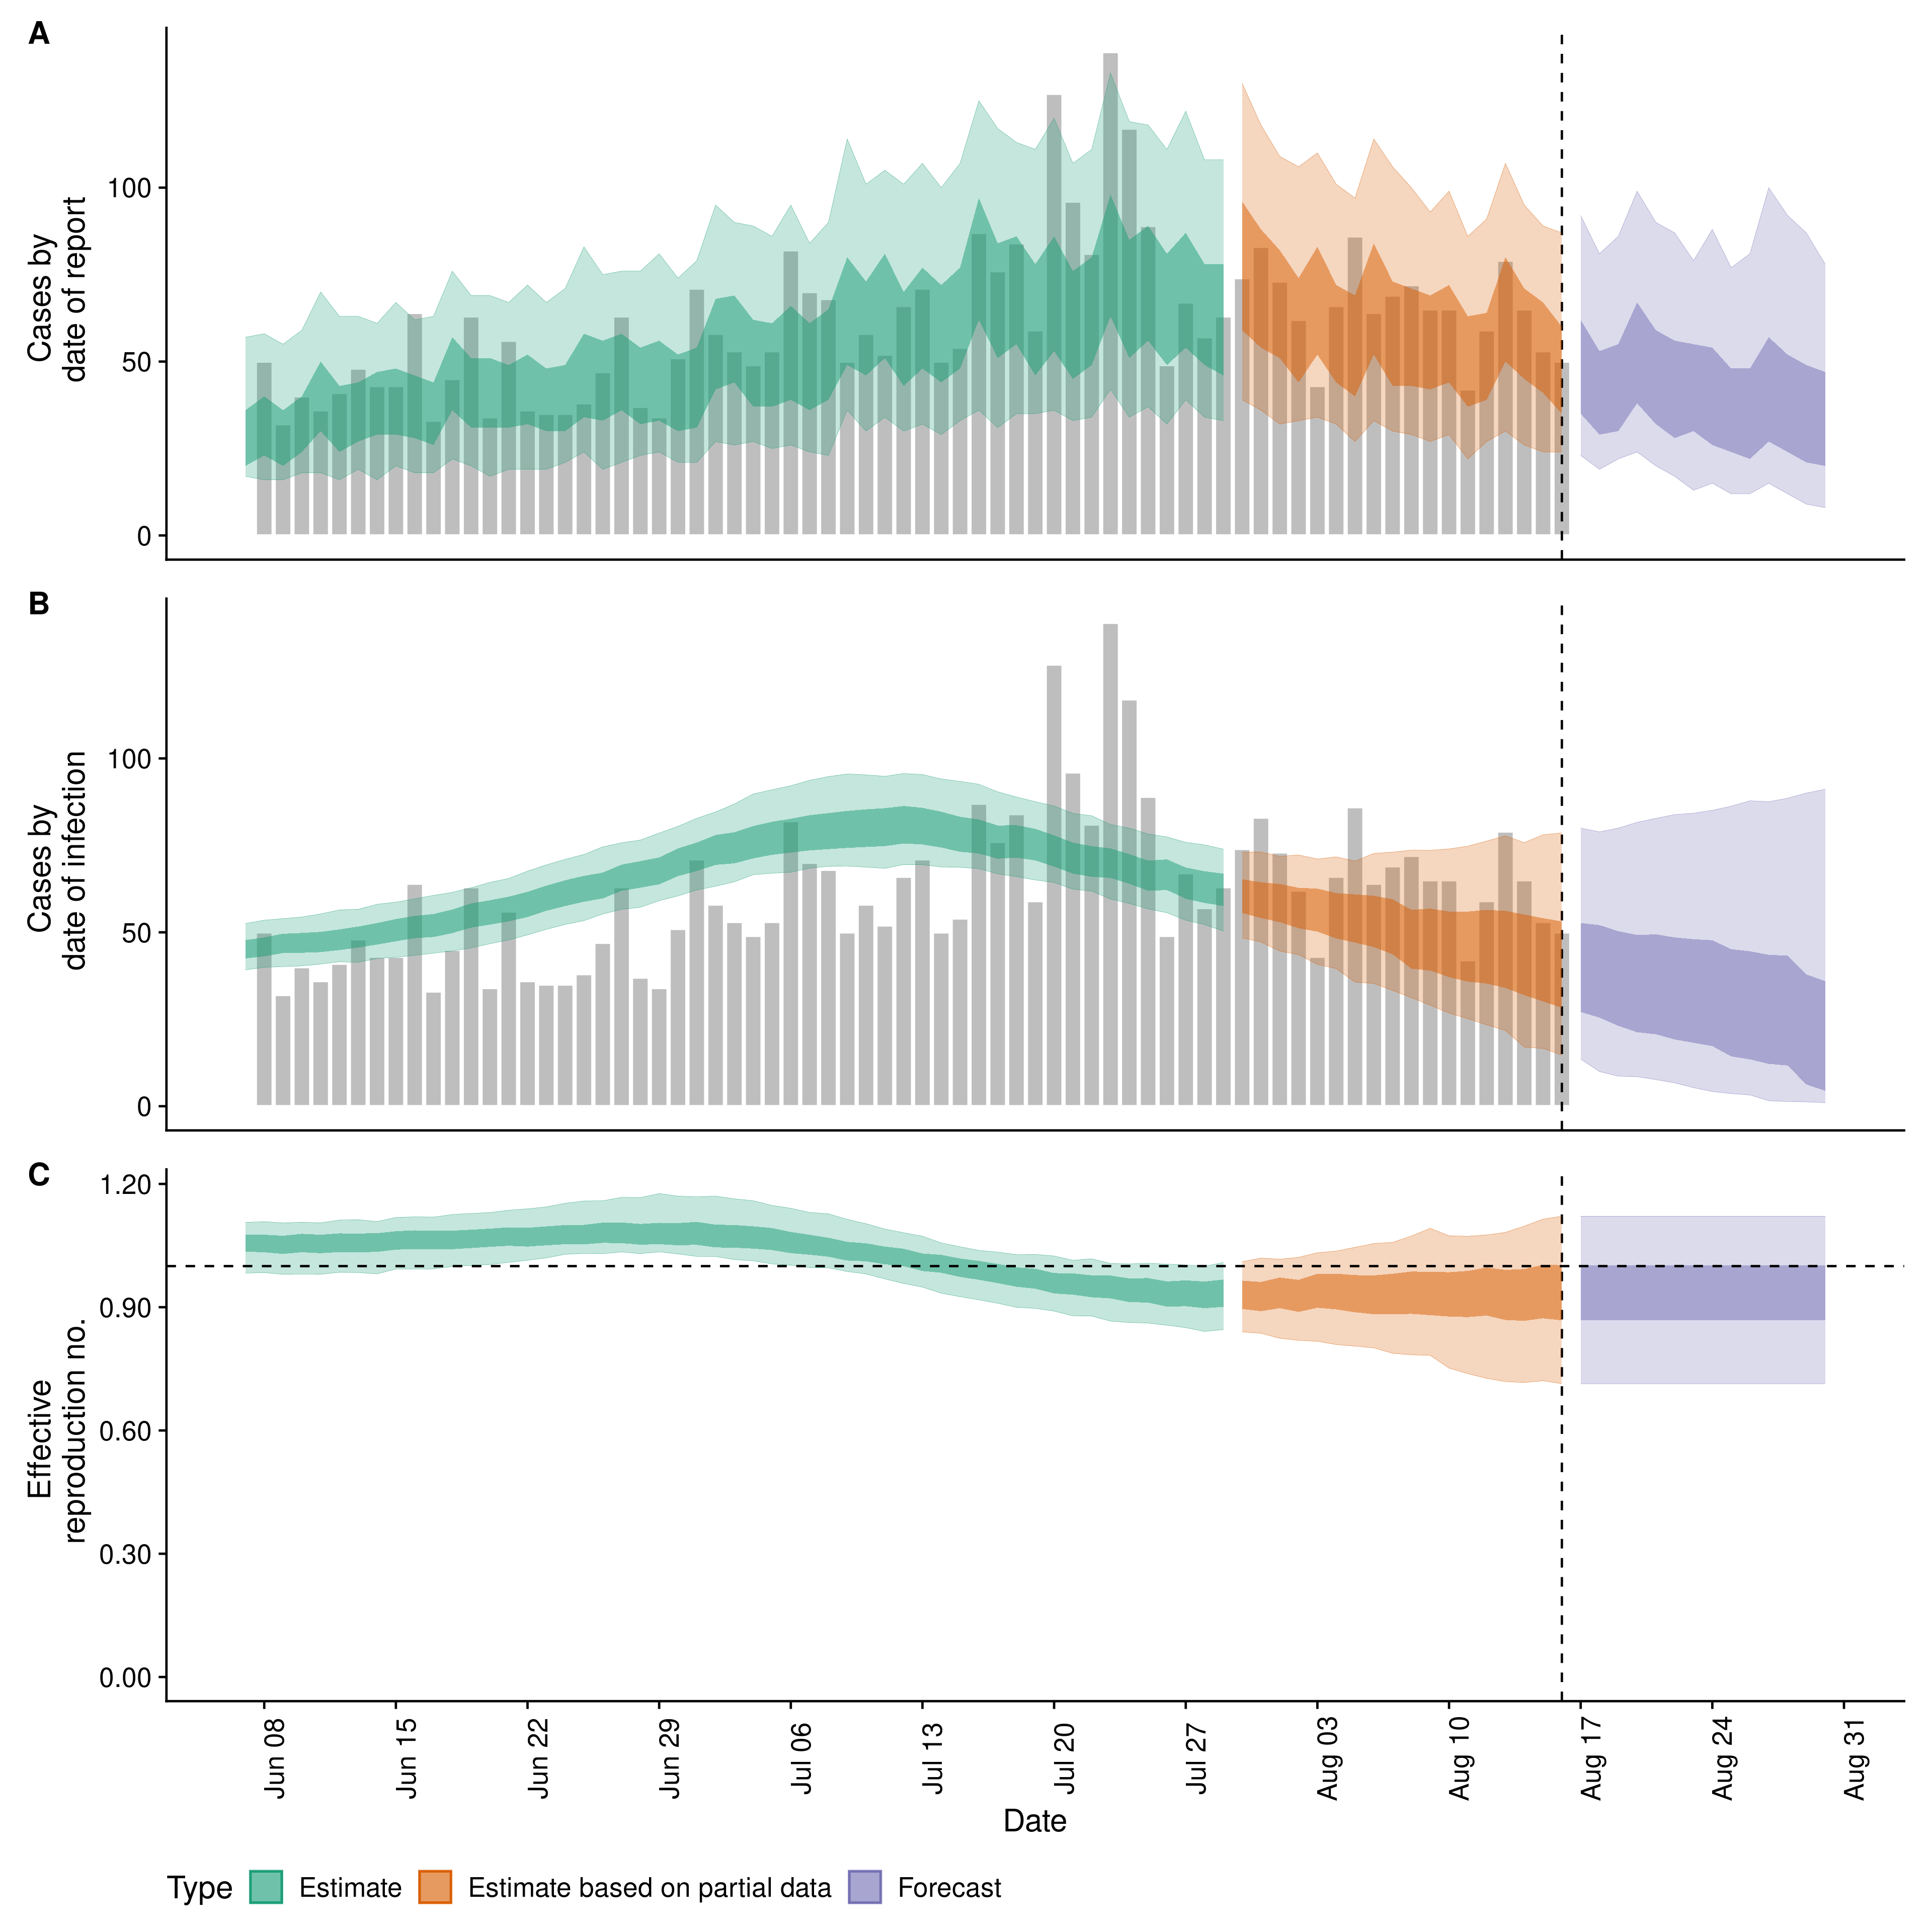 A
Cases by
date of report
100
50
0
B
Cases by
date of infection
100
50
0
C
Effective
reproduction no.
1.20
0.90
0.60
0.30
0.00
Jun 08
Jun 15
Jun 22
Jun 29
Jul 06
Jul 13
Jul 20
Jul 27
Aug 03
Aug 10
Aug 17
Aug 24
Aug 31
Date
Type
Estimate
Estimate based on partial data
Forecast